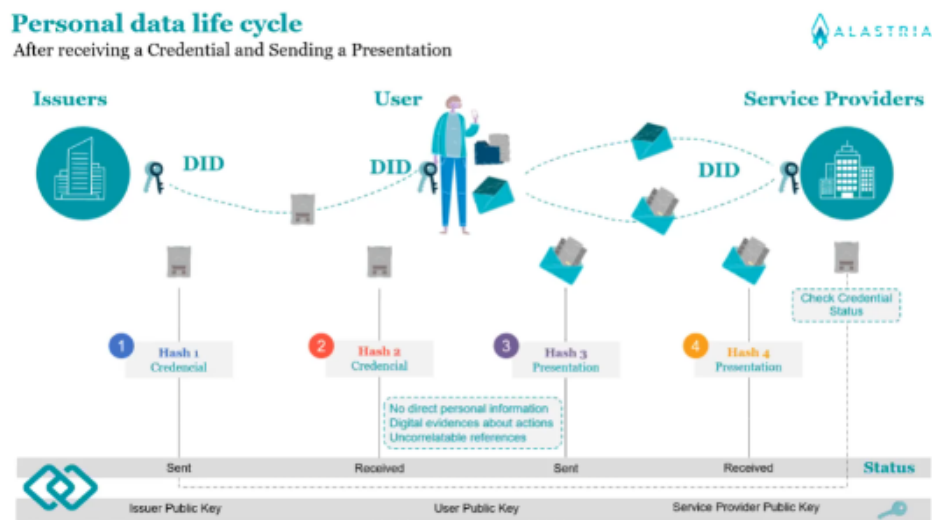 Personal data life cycle
After receiving a Credential and Sending a Presentation
ALASTRIA
Issuers
User
Service Providers
DID
DID
DID
Check Credential
Status
1
Hash 1
Credencial
2
Hash 2
Credencial
3
Hash 3
Presentation
4
Hash 4
Presentation
No direct personal information
Digital evidences about actions
Uncorrelatable references
Sent
Received
Sent
Received
Status
Issuer Public Key
User Public Key
Service Provider Public Key